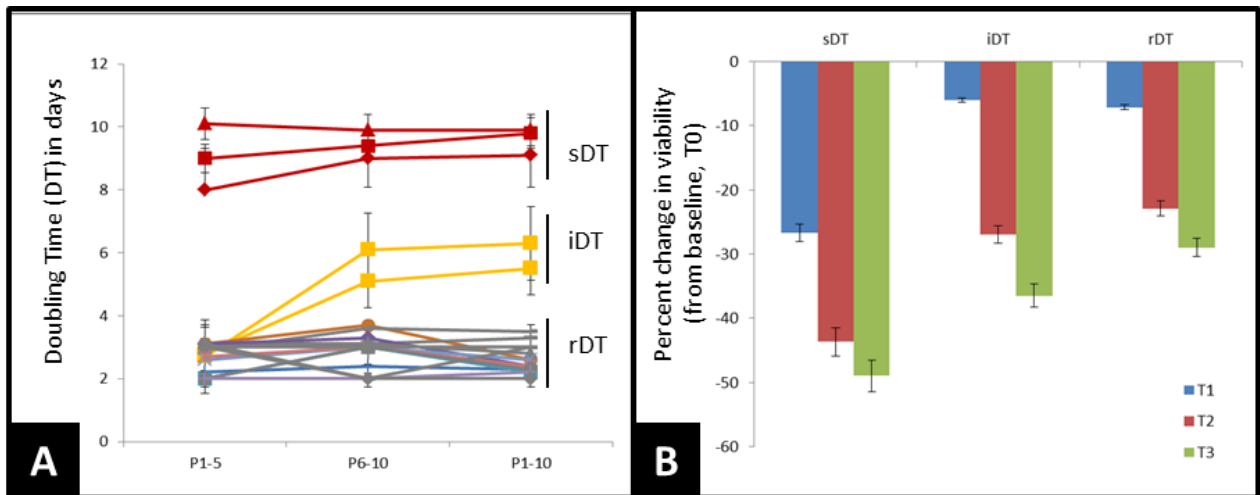 Doubling Time (DT) in days
12
10
8
6
4
2
0
P1-5
P6-10
P1-10
sDT
iDT
rDT
A
Percent change in viability
(from baseline, T0)
sDT
iDT
rDT
0
-10
-20
-30
-40
-50
-60
T1
T2
T3
B